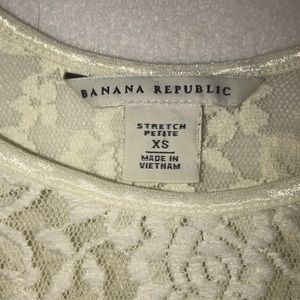 BANANA REPUBLIC
STRETCH
PETITE
XS
MADE IN
VIETNAM